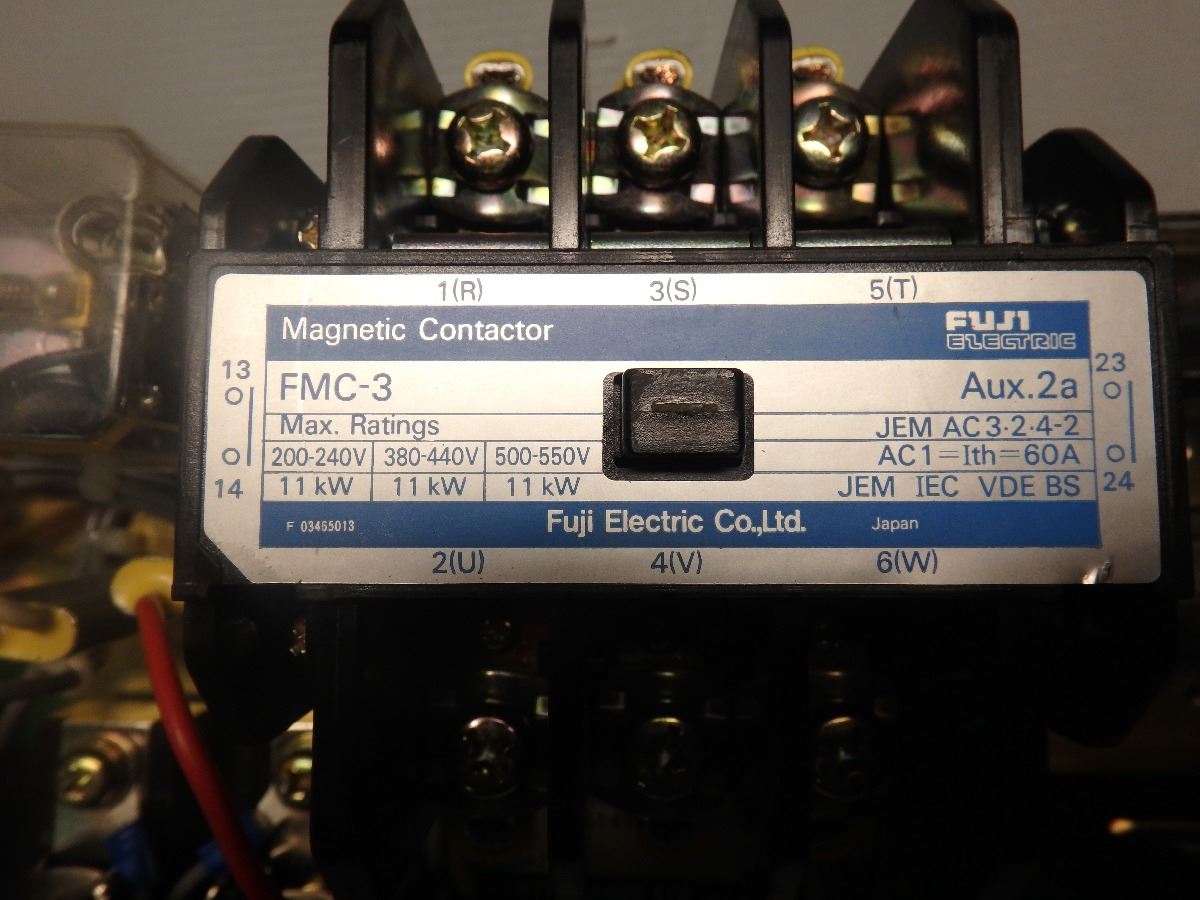 1(R) 3(S) 5(T)
Magnetic Contactor FUJI
ELECTRIC
13 23
FMC-3 Aux.2a
Max. Ratings JEM AC3·2·4-2
200-240V 380-440V 500-550V AC1=Ith=60A
14 11 kW 11 kW 11 kW JEM IEC VDE BS 24
F 03465013 Fuji Electric Co.,Ltd. Japan
2(U) 4(V) 6(W)